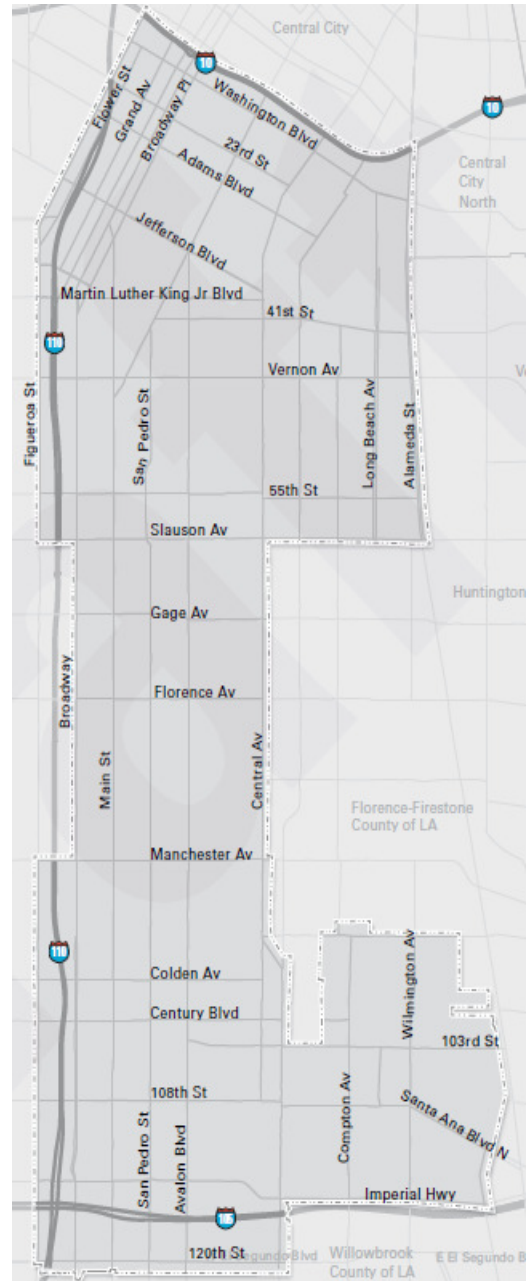 Central City
10
Flower St
Grand Av
Broadway Pl
Washington Blvd
10
23rd St
Adams Blvd
Central
City
North
Jefferson Blvd
Martin Luther King Jr Blvd
41st St
110
Vernon Av
Figueroa St
San Pedro St
Long Beach Av
Alameda St
55th St
Slauson Av
Huntington
Gage Av
Broadway
Florence Av
Main St
Central Av
Florence-Firestone
County of LA
Manchester Av
110
Wilmington Av
Colden Av
Century Blvd
103rd St
Compton Av
108th St
Santa Ana Blvd N
San Pedro St
Avalon Blvd
Imperial Hwy
105
120th St
Segundo Blvd
Willowbrook
County of LA
E El Segundo B